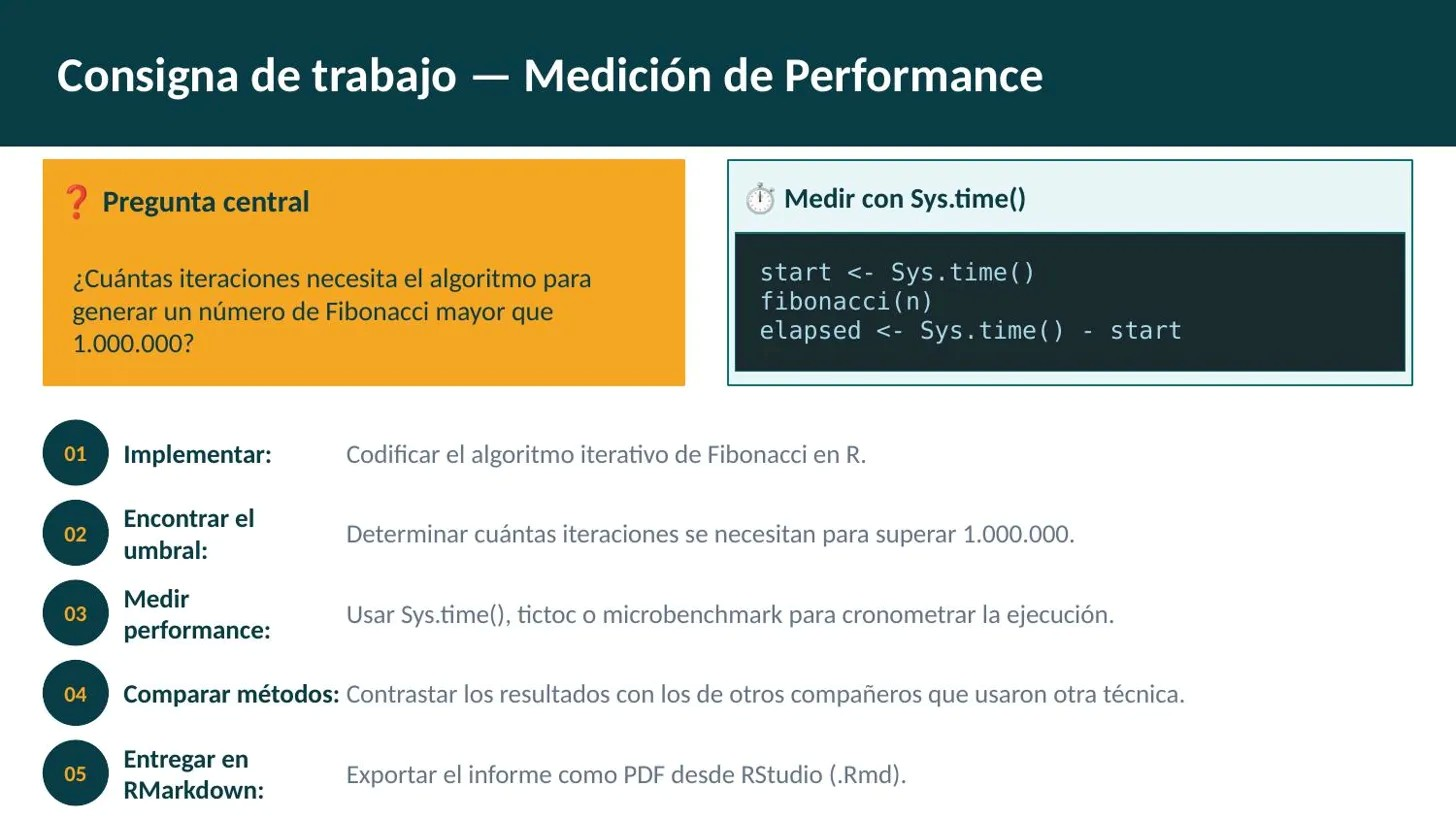 Consigna de trabajo — Medición de Performance
❓ Pregunta central
¿Cuántas iteraciones necesita el algoritmo para
generar un número de Fibonacci mayor que
1.000.000?
⏱️ Medir con Sys.time()
start <- Sys.time()
fibonacci(n)
elapsed <- Sys.time() - start
01
Implementar:
Codificar el algoritmo iterativo de Fibonacci en R.
02
Encontrar el
umbral:
Determinar cuántas iteraciones se necesitan para superar 1.000.000.
03
Medir
performance:
Usar Sys.time(), tictoc o microbenchmark para cronometrar la ejecución.
04
Comparar métodos:
Contrastar los resultados con los de otros compañeros que usaron otra técnica.
05
Entregar en
RMarkdown:
Exportar el informe como PDF desde RStudio (.Rmd).